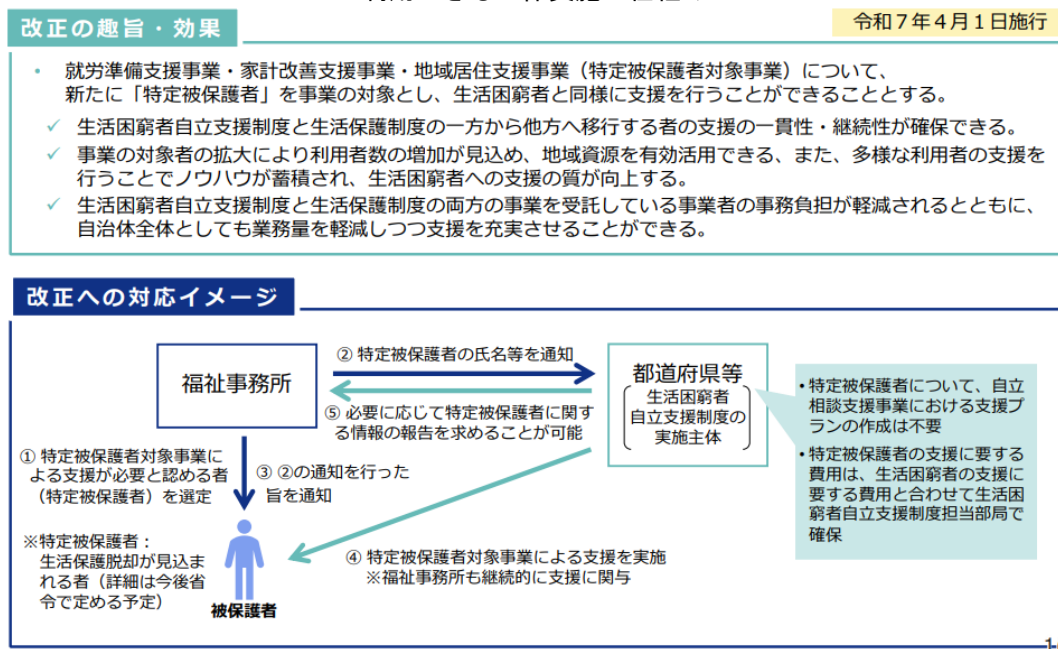 改正の趣旨・効果
令和7年4月1日施行
• 就労準備支援事業・家計改善支援事業・地域居住支援事業（特定被保護者対象事業）について、
新たに「特定被保護者」を事業の対象とし、生活困窮者と同様に支援を行うことができることとする。
✓ 生活困窮者自立支援制度と生活保護制度の一方から他方へ移行する者の支援の一貫性・継続性が確保できる。
✓ 事業の対象者の拡大により利用者数の増加が見込め、地域資源を有効活用できる、また、多様な利用者の支援を
行うことでノウハウが蓄積され、生活困窮者への支援の質が向上する。
✓ 生活困窮者自立支援制度と生活保護制度の両方の事業を受託している事業者の事務負担が軽減されるとともに、
自治体全体としても業務量を軽減しつつ支援を充実させることができる。
改正への対応イメージ
福祉事務所
② 特定被保護者の氏名等を通知
⑤ 必要に応じて特定被保護者に関す
る情報の報告を求めることが可能
都道府県等
生活困窮者
自立支援制度の
実施主体
• 特定被保護者について、自立
相談支援事業における支援プ
ランの作成は不要
• 特定被保護者の支援に要する
費用は、生活困窮者の支援に
要する費用と合わせて生活困
窮者自立支援制度担当部局で
確保
① 特定被保護者対象事業に
よる支援が必要と認める者
（特定被保護者）を選定
③ ②の通知を行った
旨を通知
※特定被保護者：
生活保護脱却が見込ま
れる者（詳細は今後省
令で定める予定）
被保護者
④ 特定被保護者対象事業による支援を実施
※福祉事務所も継続的に支援に関与